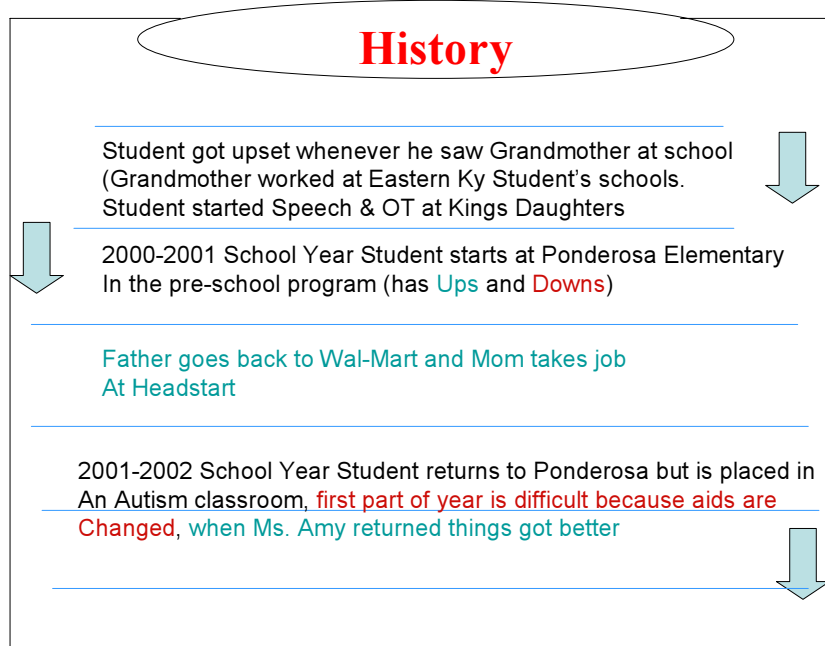 History
Student got upset whenever he saw Grandmother at school
(Grandmother worked at Eastern Ky Student's schools.
Student started Speech & OT at Kings Daughters
2000-2001 School Year Student starts at Ponderosa Elementary
In the pre-school program (has Ups and Downs)
Father goes back to Wal-Mart and Mom takes job
At Headstart
2001-2002 School Year Student returns to Ponderosa but is placed in
An Autism classroom, first part of year is difficult because aids are
Changed, when Ms. Amy returned things got better